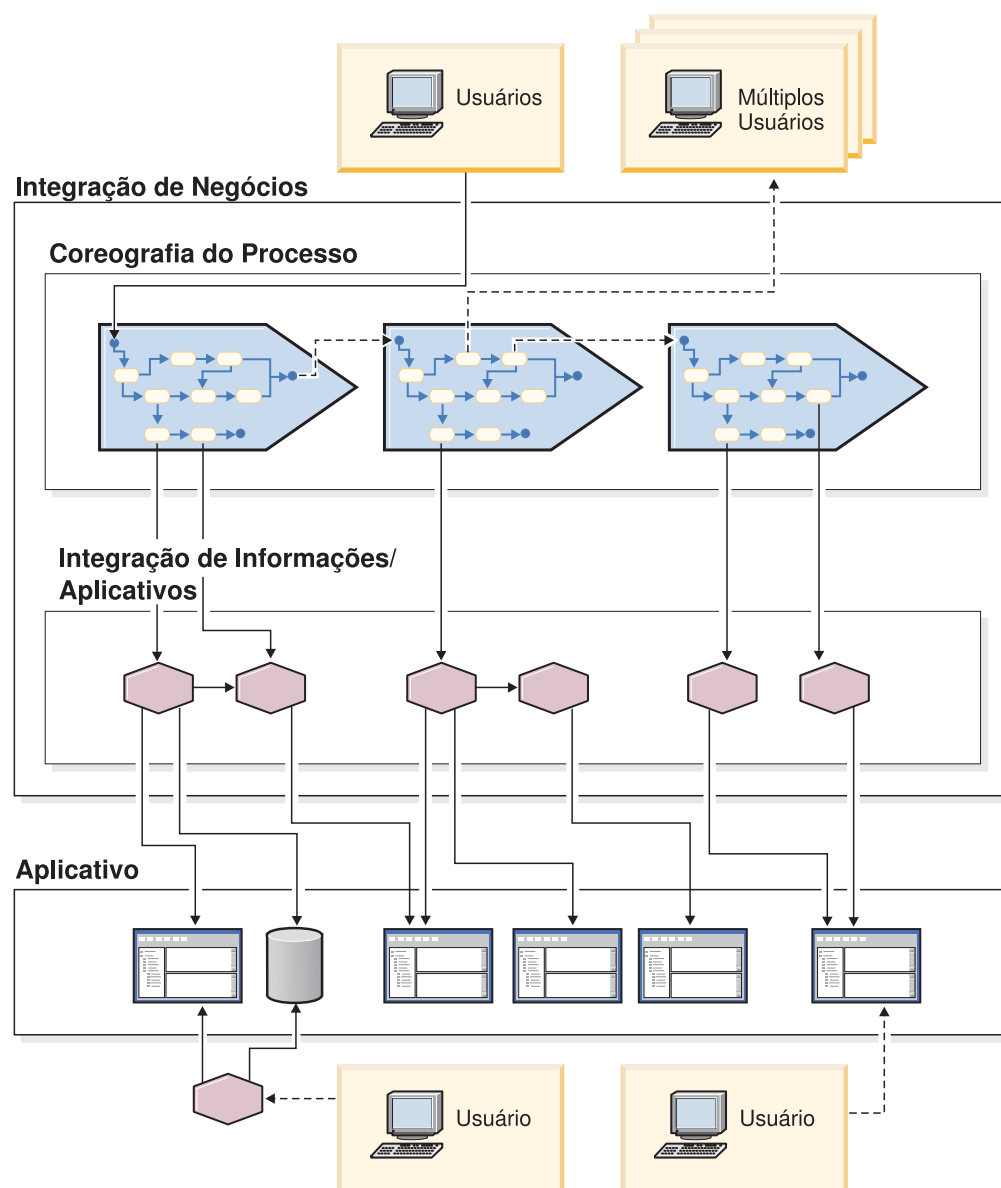 Usuários
Múltiplos
Usuários
Integração de Negócios
Coreografia do Processo
Integração de Informações/
Aplicativos
Aplicativo
Usuário
Usuário